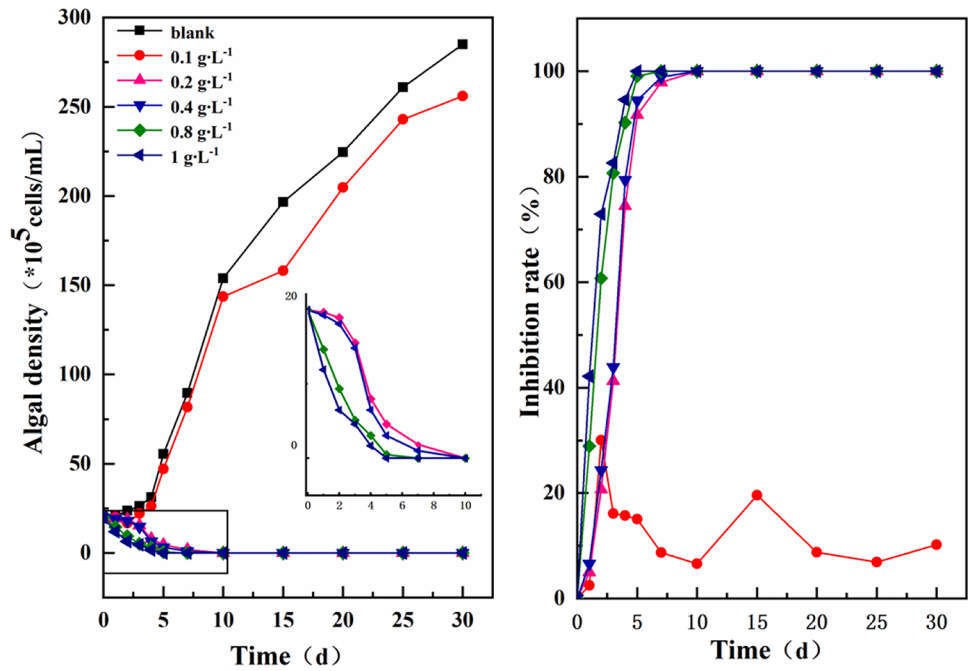 blank
0.1 g·L-1
0.2 g·L-1
0.4 g·L-1
0.8 g·L-1
1 g·L-1
Algal density（*10⁵cells/mL）
300
250
200
150
100
50
0
0 5 10 15 20 25 30
Time（d）
20
0
0 2 4 6 8 10
Inhibition rate（%）
100
80
60
40
20
0
0 5 10 15 20 25 30
Time（d）